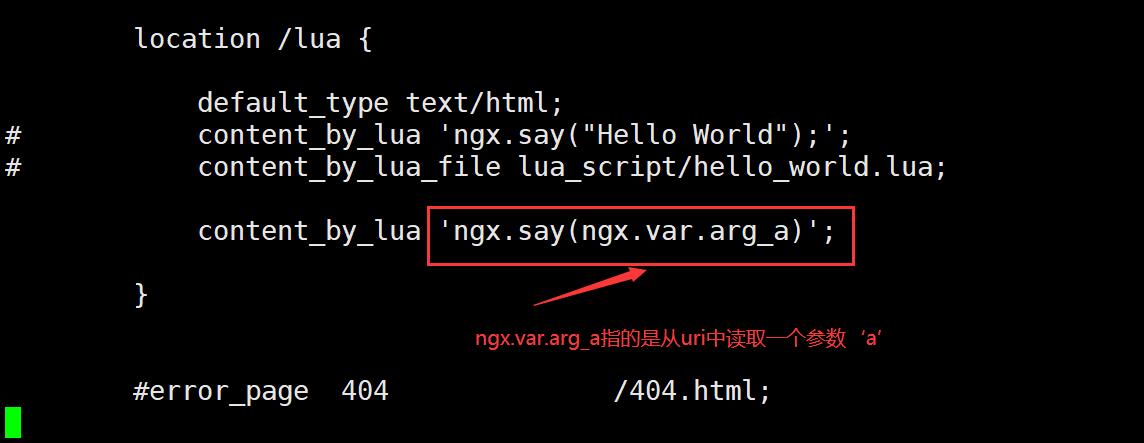 location /lua {
default_type text/html;
# content_by_lua 'ngx.say("Hello World");';
# content_by_lua_file lua_script/hello_world.lua;
content_by_lua 'ngx.say(ngx.var.arg_a)';
}
ngx.var.arg_a指的是从uri中读取一个参数‘a’
#error_page 404 /404.html;